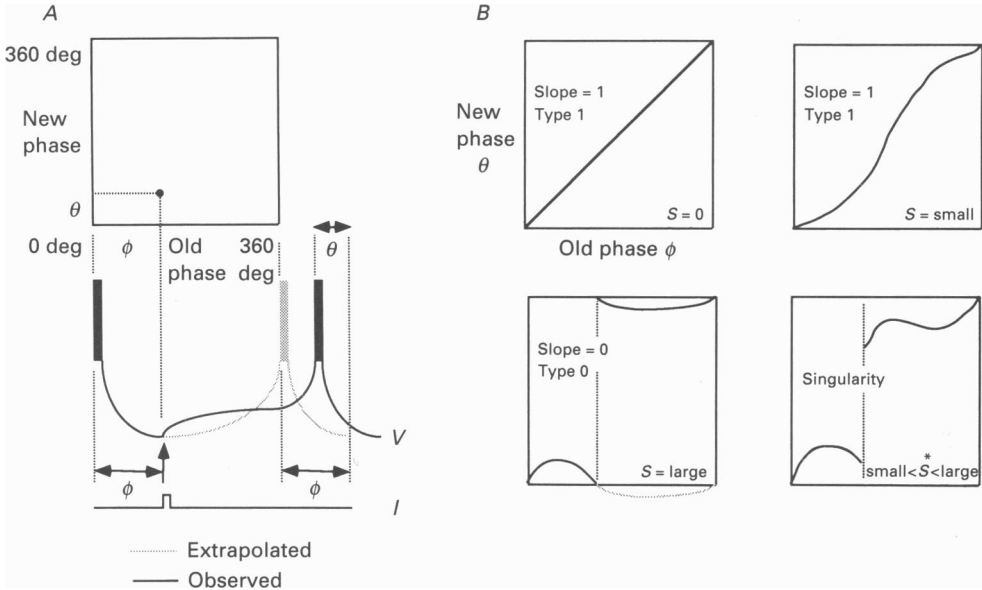 A
360 deg
New
phase
θ
0 deg
ϕ
Old
phase
360
deg
θ
V
ϕ
ϕ
I
Extrapolated
Observed
B
New
phase
θ
Slope = 1
Type 1
S = 0
Old phase ϕ
Slope = 1
Type 1
S = small
Slope = 0
Type 0
S = large
Singularity
*
small<S<large